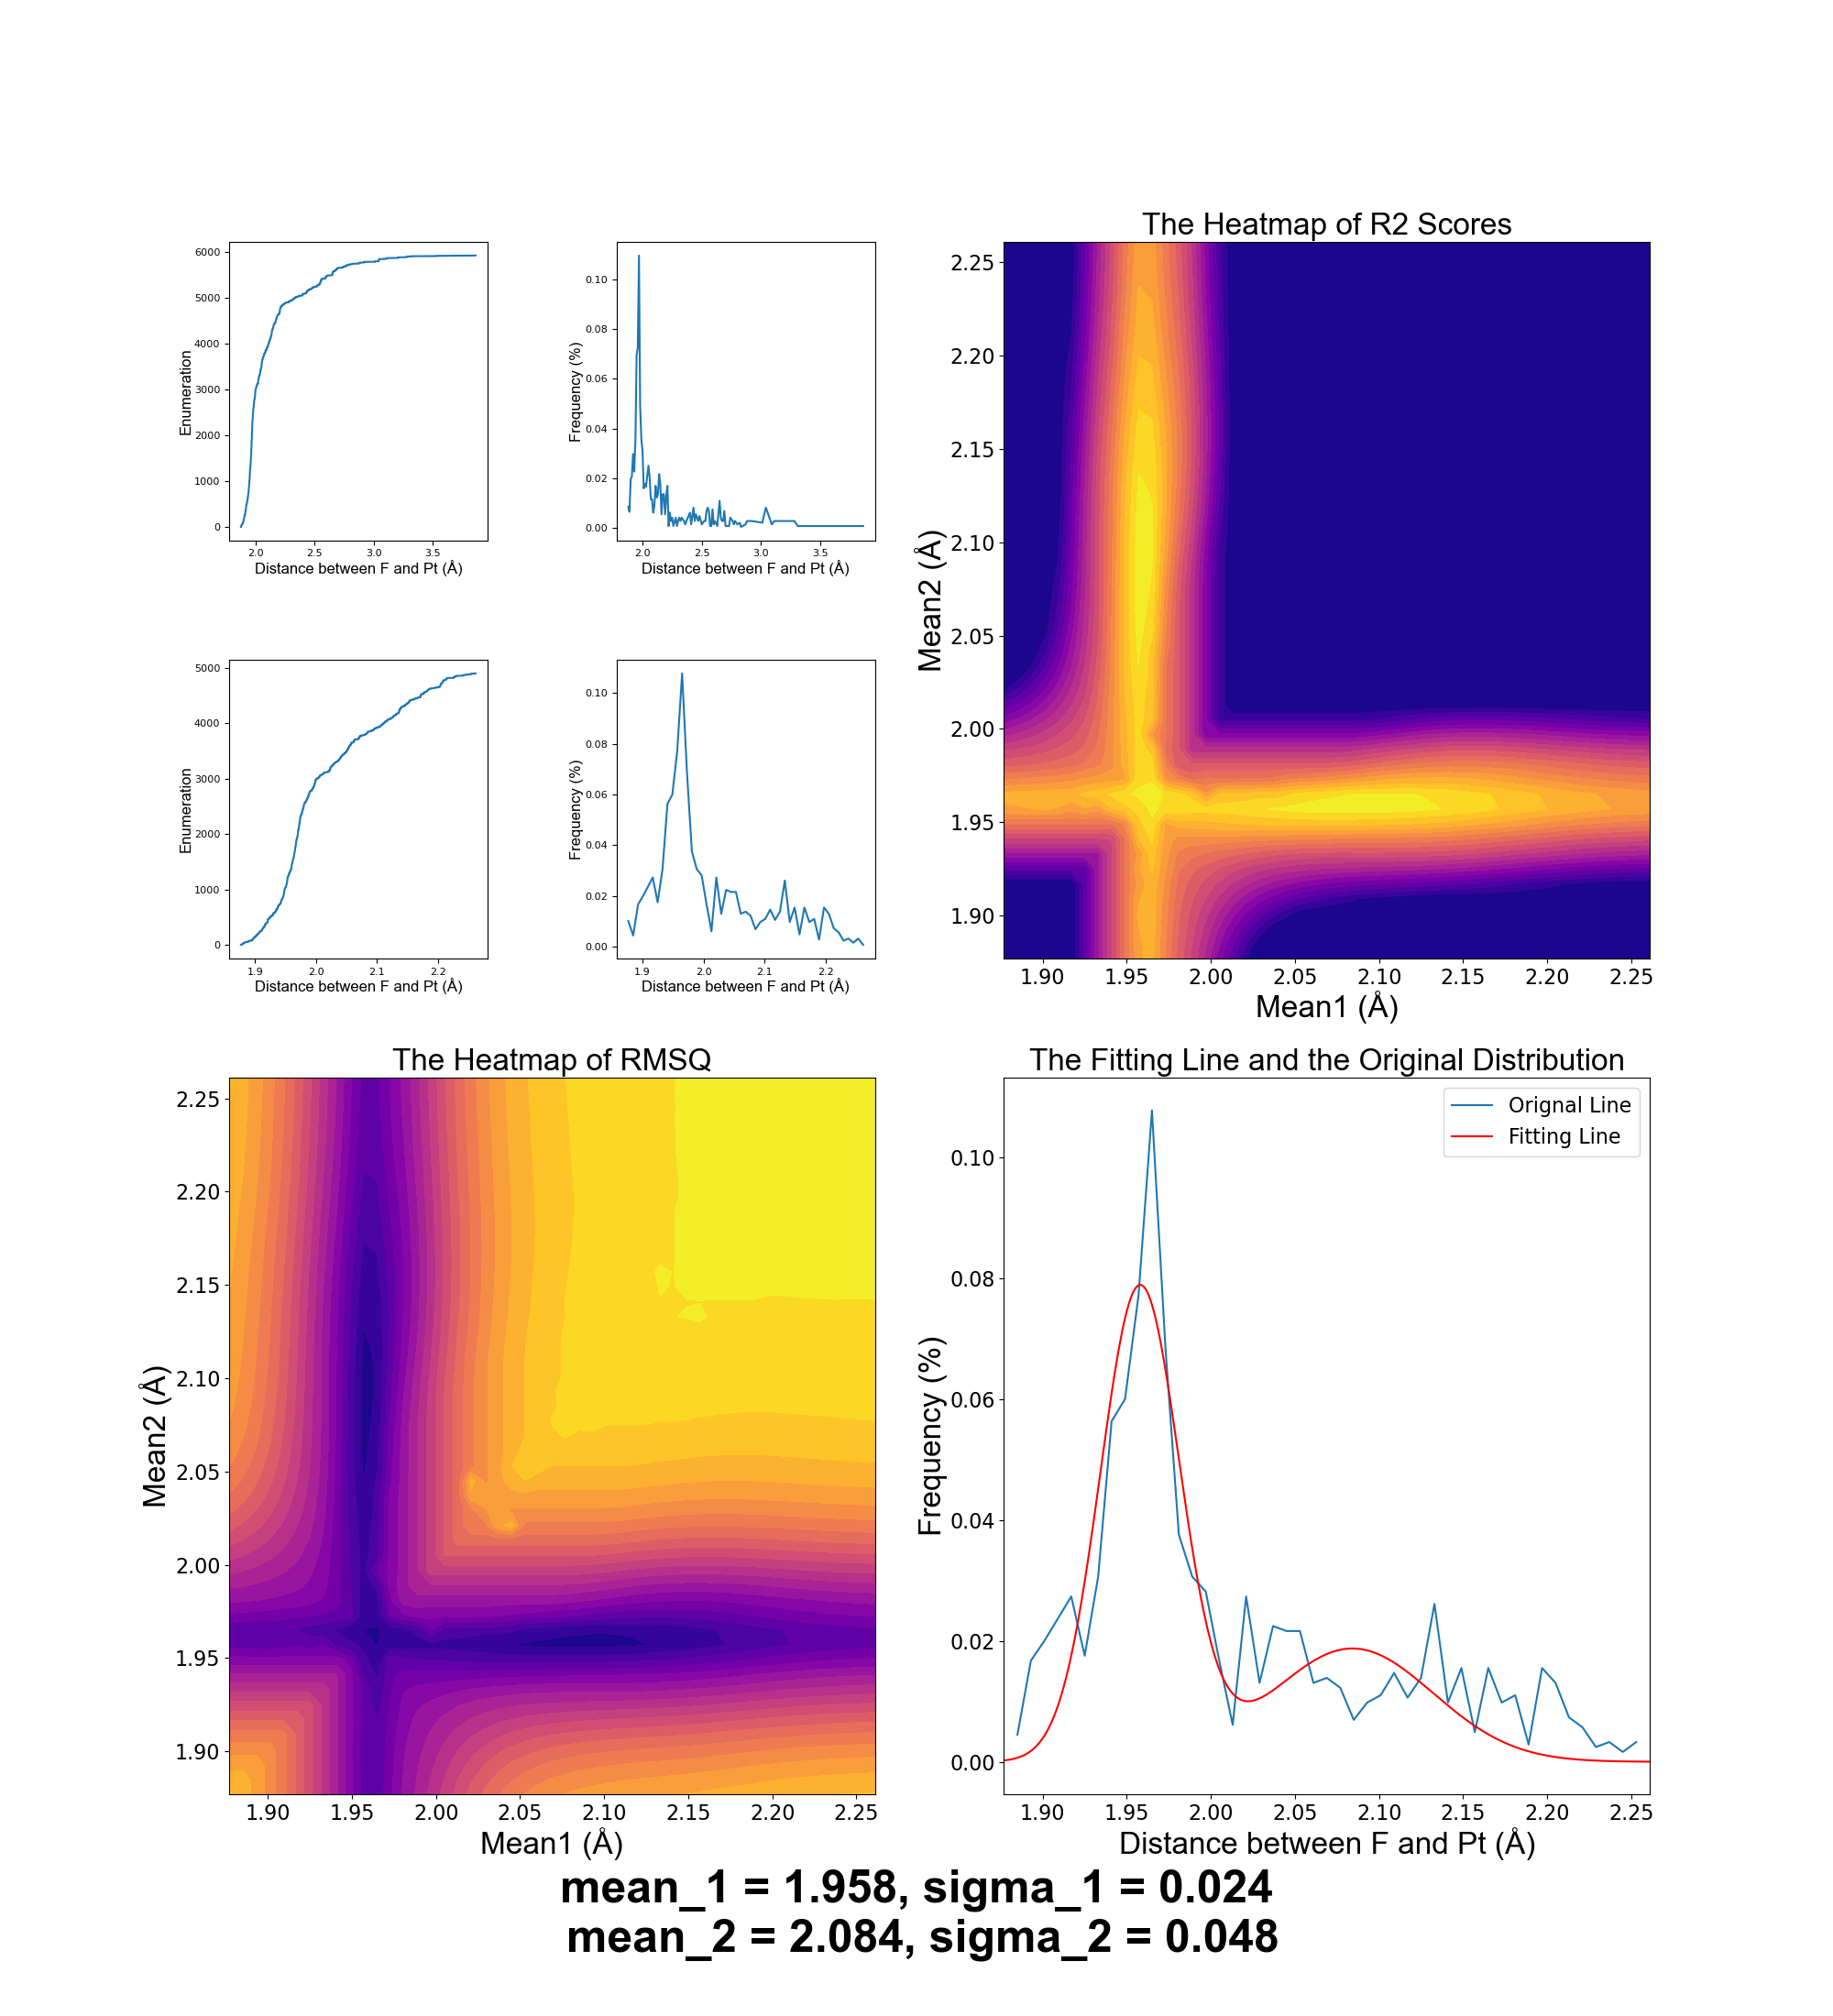 6000
5000
4000
3000
2000
1000
0
Enumeration
2.0 2.5 3.0 3.5
Distance between F and Pt (Å)
0.10
0.08
0.06
0.04
0.02
0.00
Frequency (%)
2.0 2.5 3.0 3.5
Distance between F and Pt (Å)
The Heatmap of R2 Scores
2.25
2.20
2.15
2.10
2.05
2.00
1.95
1.90
Mean2 (Å)
1.90 1.95 2.00 2.05 2.10 2.15 2.20 2.25
Mean1 (Å)
5000
4000
3000
2000
1000
0
Enumeration
1.9 2.0 2.1 2.2
Distance between F and Pt (Å)
0.10
0.08
0.06
0.04
0.02
0.00
Frequency (%)
1.9 2.0 2.1 2.2
Distance between F and Pt (Å)
The Heatmap of RMSQ
2.25
2.20
2.15
2.10
2.05
2.00
1.95
1.90
Mean2 (Å)
1.90 1.95 2.00 2.05 2.10 2.15 2.20 2.25
Mean1 (Å)
The Fitting Line and the Original Distribution
Orignal Line
Fitting Line
0.10
0.08
0.06
0.04
0.02
0.00
Frequency (%)
1.90 1.95 2.00 2.05 2.10 2.15 2.20 2.25
Distance between F and Pt (Å)
mean_1 = 1.958, sigma_1 = 0.024
mean_2 = 2.084, sigma_2 = 0.048